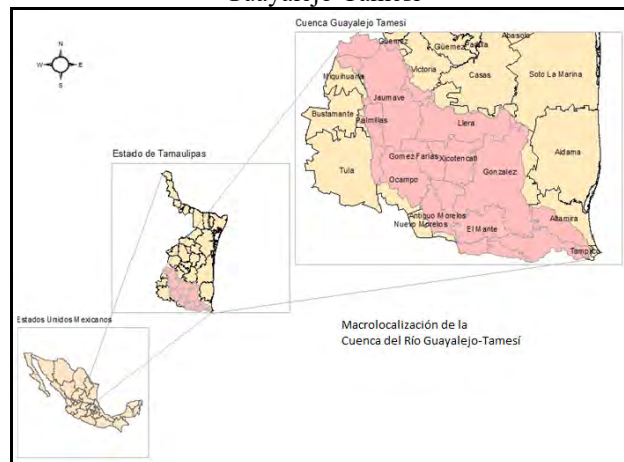 Guayalejo-Tamesí
Cuenca Guayalejo Tamesi
N
W E
S
Abasolo
Guemez
Güemez
Padilla
Victoria
Casas
Soto La Marina
Miquihuana
Jaumave
Bustamante
Palmillas
Llera
Aldama
Tula
Gomez Farias
Xicotencatl
Gonzalez
Ocampo
Antiguo Morelos
Nuevo Morelos
El Mante
Altamira
Tampico
Estado de Tamaulipas
Macrolocalización de la
Cuenca del Río Guayalejo-Tamesí
Estados Unidos Mexicanos